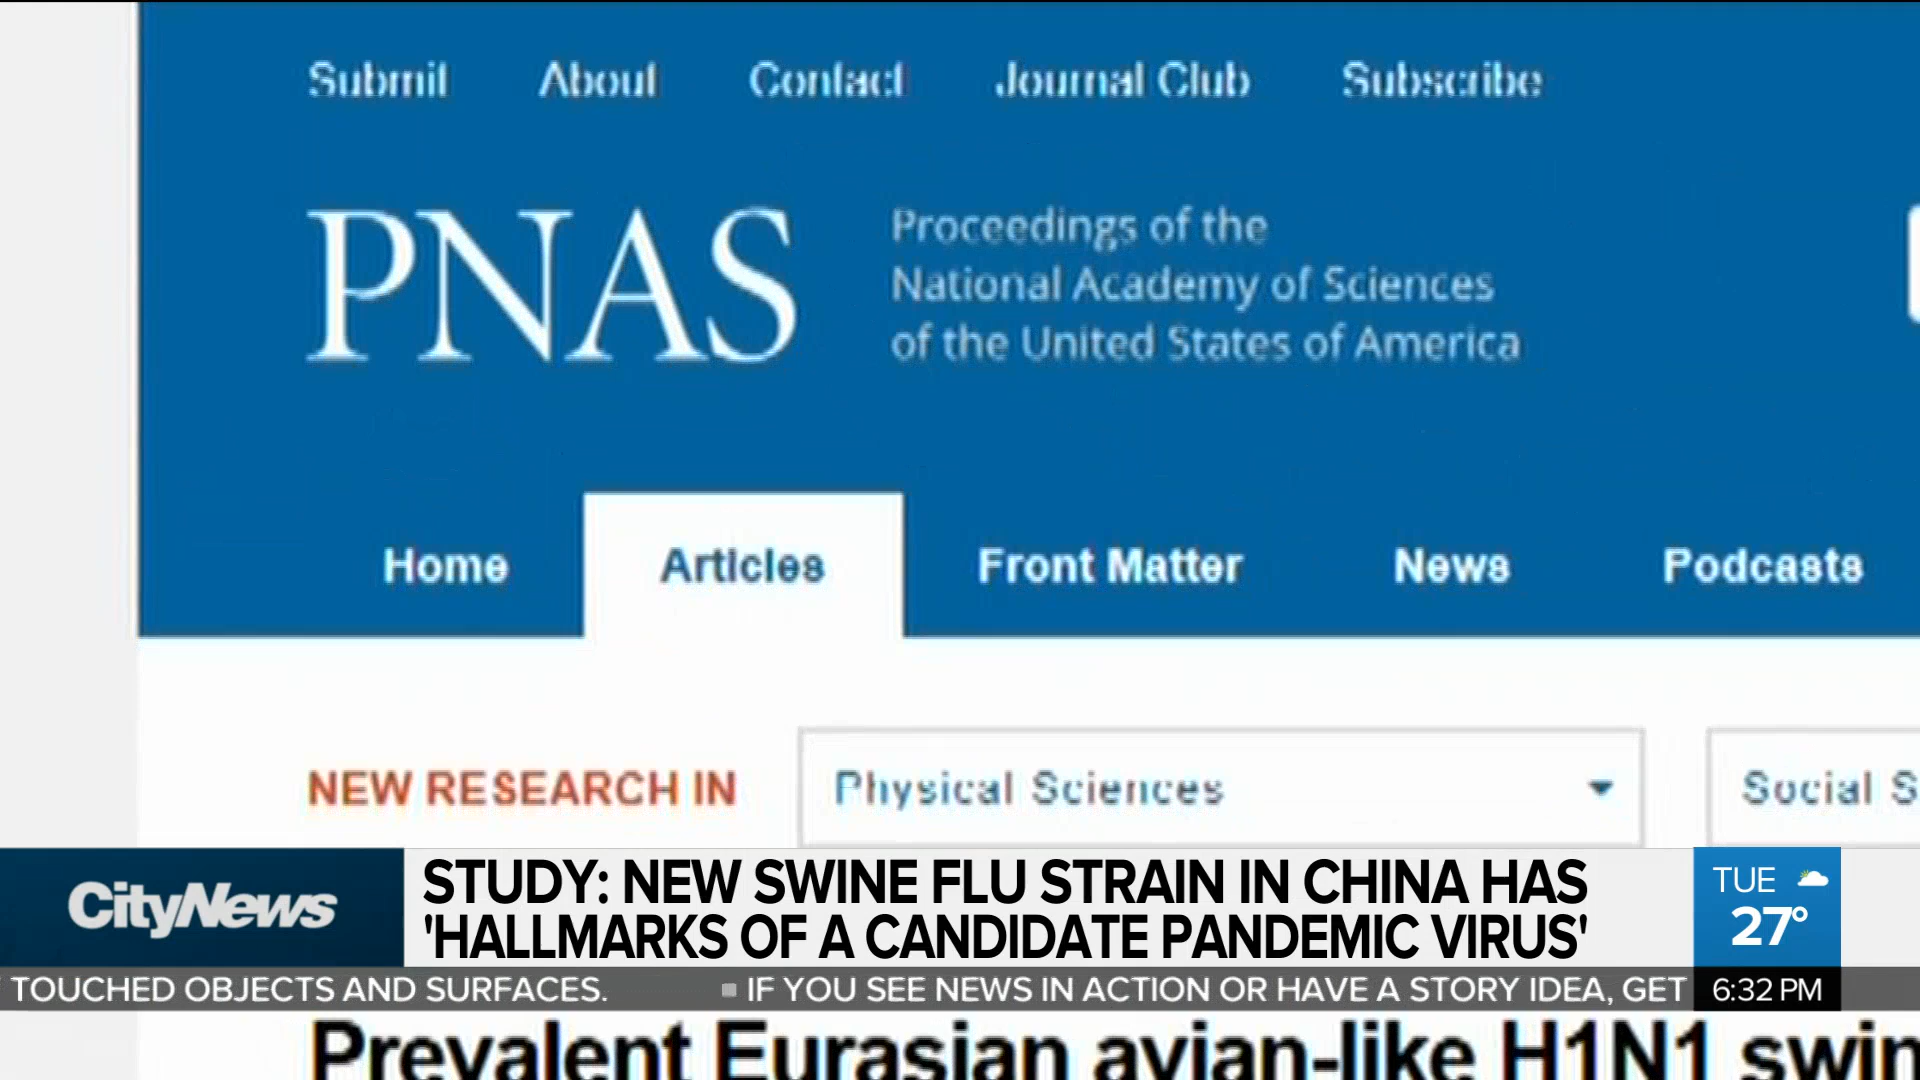 Submit About Contact Journal Club Subscribe
PNAS
Proceedings of the
National Academy of Sciences
of the United States of America
Home Articles Front Matter News Podcasts
NEW RESEARCH IN Physical Sciences Social S
CityNews
STUDY: NEW SWINE FLU STRAIN IN CHINA HAS
'HALLMARKS OF A CANDIDATE PANDEMIC VIRUS'
TUE
27°
TOUCHED OBJECTS AND SURFACES. IF YOU SEE NEWS IN ACTION OR HAVE A STORY IDEA, GET
6:32 PM
Prevalent Eurasian avian-like H1N1 swin